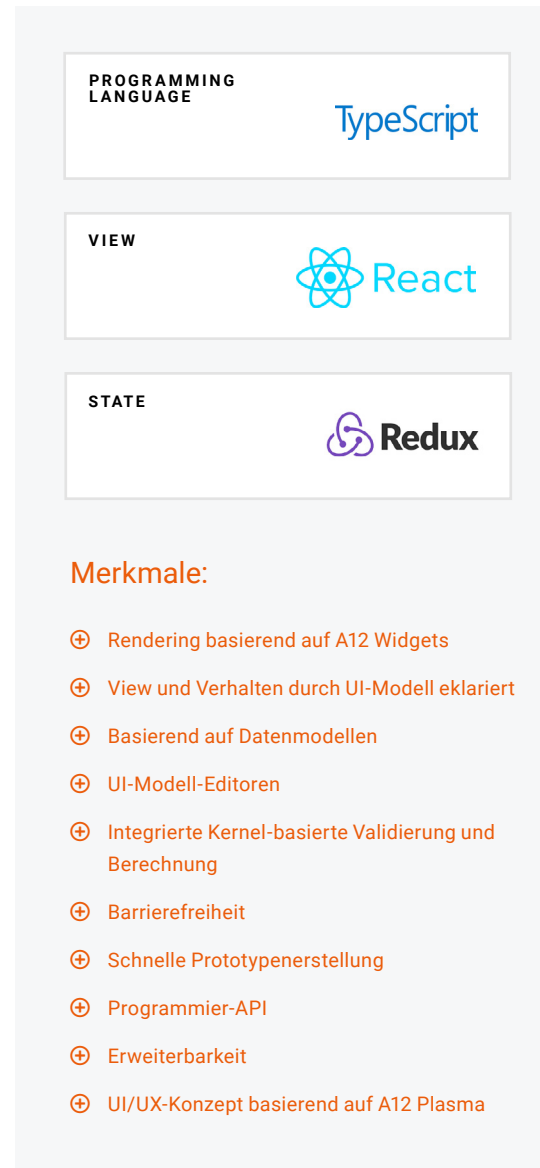 PROGRAMMING
LANGUAGE
TypeScript
VIEW
React
STATE
Redux
Merkmale:
Rendering basierend auf A12 Widgets
View und Verhalten durch UI-Modell eklariert
Basierend auf Datenmodellen
UI-Modell-Editoren
Integrierte Kernel-basierte Validierung und
Berechnung
Barrierefreiheit
Schnelle Prototypenerstellung
Programmier-API
Erweiterbarkeit
UI/UX-Konzept basierend auf A12 Plasma